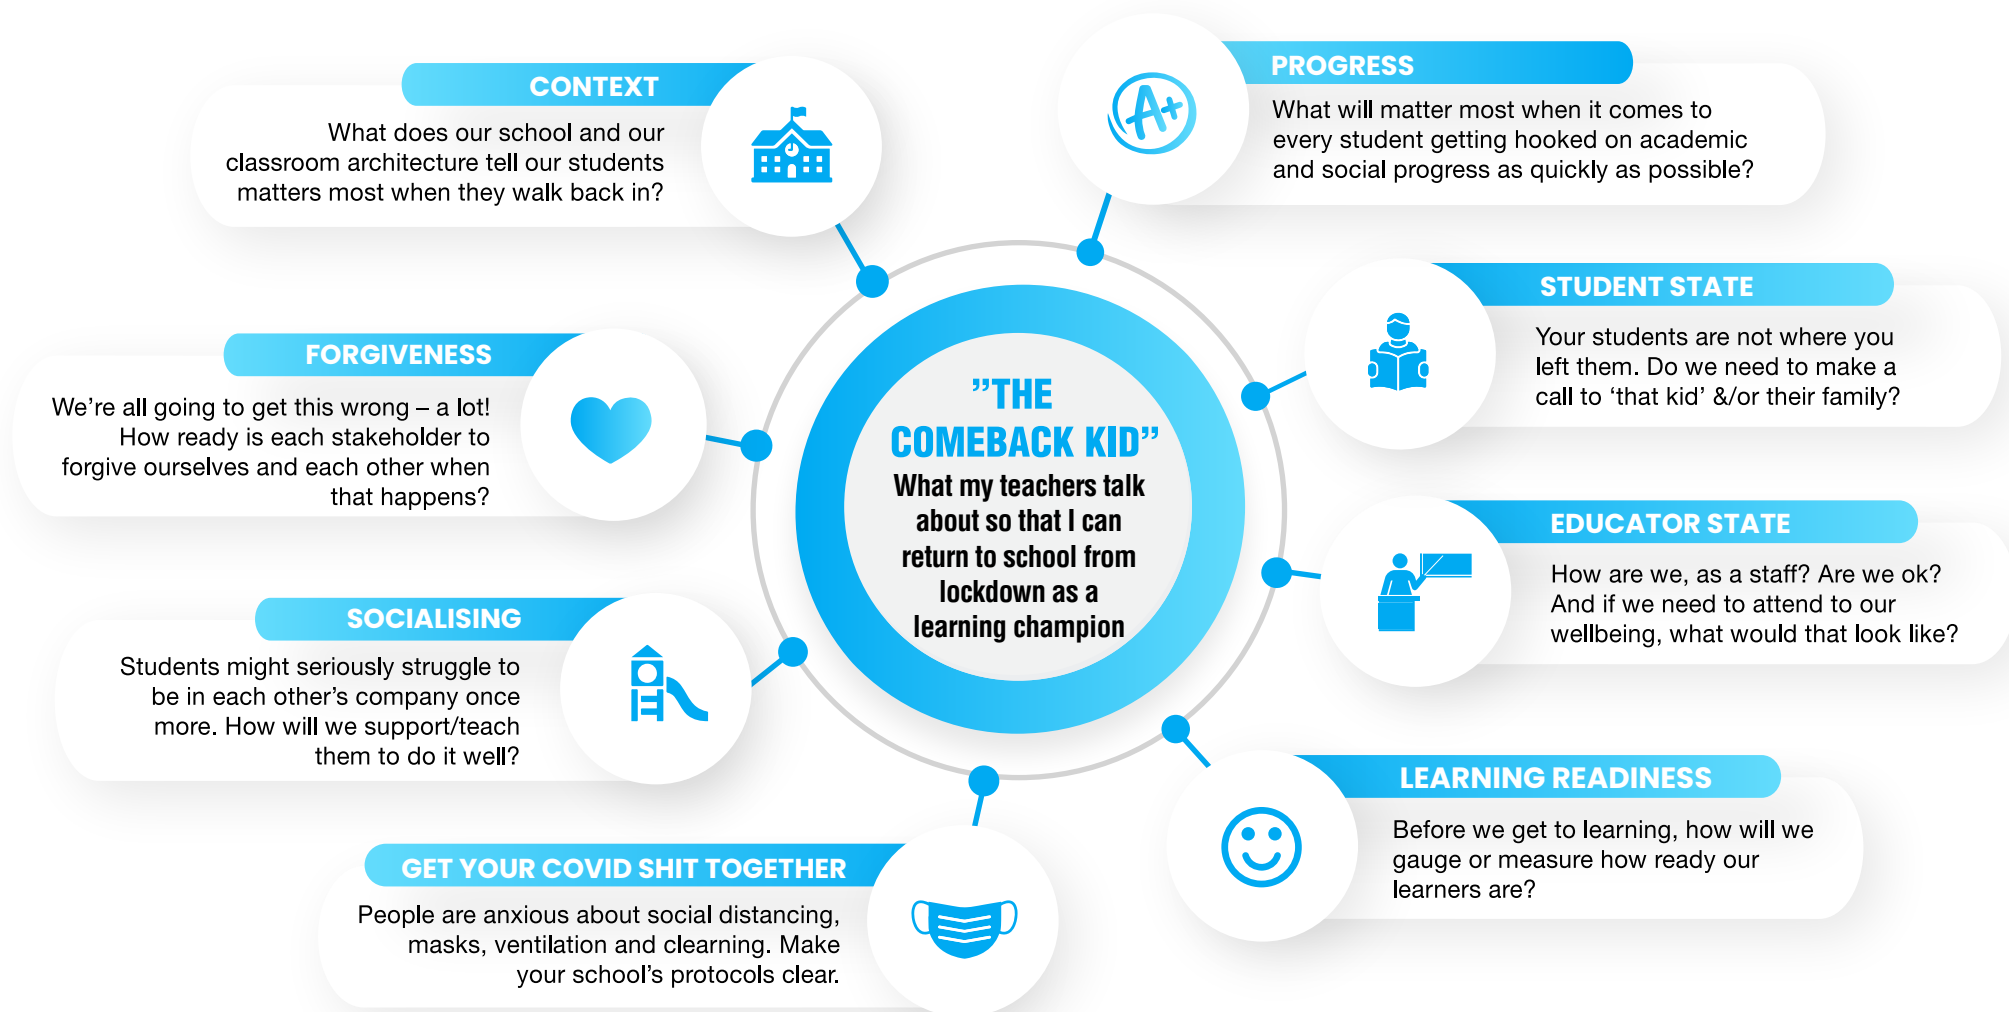 CONTEXT
What does our school and our
classroom architecture tell our students
matters most when they walk back in?
PROGRESS
What will matter most when it comes to
every student getting hooked on academic
and social progress as quickly as possible?
A+
STUDENT STATE
Your students are not where you
left them. Do we need to make a
call to ‘that kid’ &/or their family?
FORGIVENESS
We’re all going to get this wrong – a lot!
How ready is each stakeholder to
forgive ourselves and each other when
that happens?
”THE
COMEBACK KID”
What my teachers talk
about so that I can
return to school from
lockdown as a
learning champion
EDUCATOR STATE
How are we, as a staff? Are we ok?
And if we need to attend to our
wellbeing, what would that look like?
SOCIALISING
Students might seriously struggle to
be in each other’s company once
more. How will we support/teach
them to do it well?
LEARNING READINESS
Before we get to learning, how will we
gauge or measure how ready our
learners are?
GET YOUR COVID SHIT TOGETHER
People are anxious about social distancing,
masks, ventilation and clearning. Make
your school’s protocols clear.